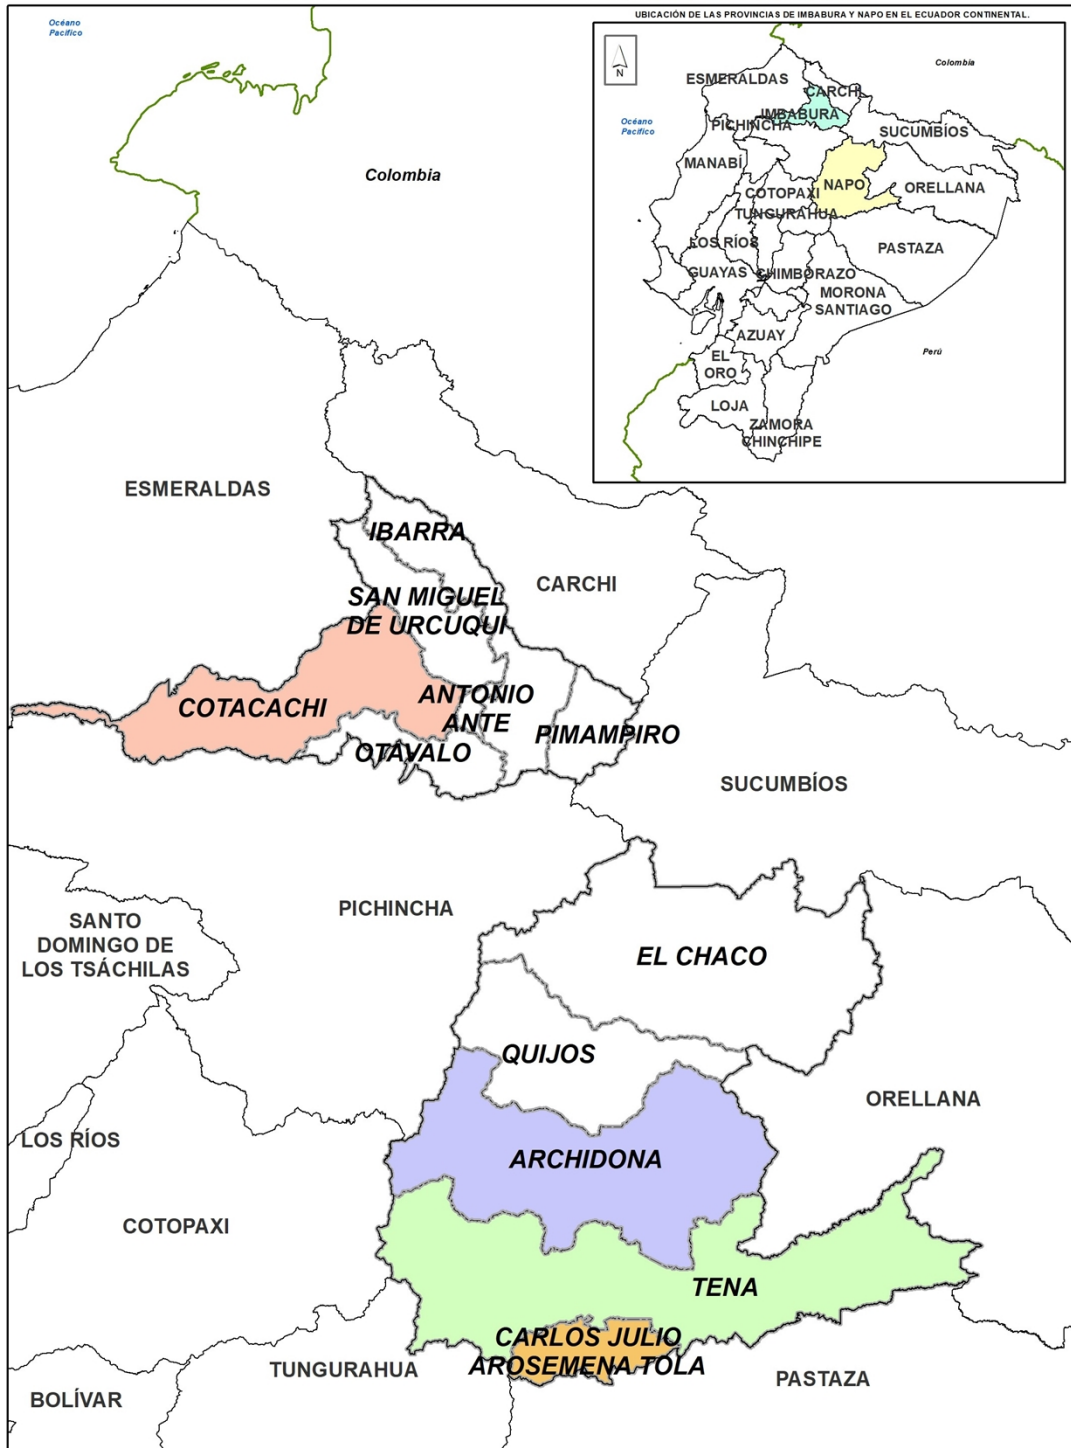 Océano
Pacífico
UBICACIÓN DE LAS PROVINCIAS DE IMBABURA Y NAPO EN EL ECUADOR CONTINENTAL.
N
Colombia
ESMERALDAS
CARCHI
IMBABURA
Océano
Pacífico
PICHINCHA
SUCUMBÍOS
MANABÍ
NAPO
COTOPAXI
ORELLANA
TUNGURAHUA
LOS RÍOS
PASTAZA
GUAYAS
CHIMBORAZO
MORONA
SANTIAGO
AZUAY
Perú
EL
ORO
LOJA
ZAMORA
CHINCHIPE
Colombia
ESMERALDAS
IBARRA
CARCHI
SAN MIGUEL
DE URCUQUI
COTACACHI
ANTONIO
ANTE
PIMAMPIRO
OTAVALO
SUCUMBÍOS
PICHINCHA
SANTO
DOMINGO DE
LOS TSÁCHILAS
EL CHACO
QUIJOS
ORELLANA
LOS RÍOS
ARCHIDONA
COTOPAXI
TENA
CARLOS JULIO
AROSEMENA TOLA
TUNGURAHUA
PASTAZA
BOLÍVAR